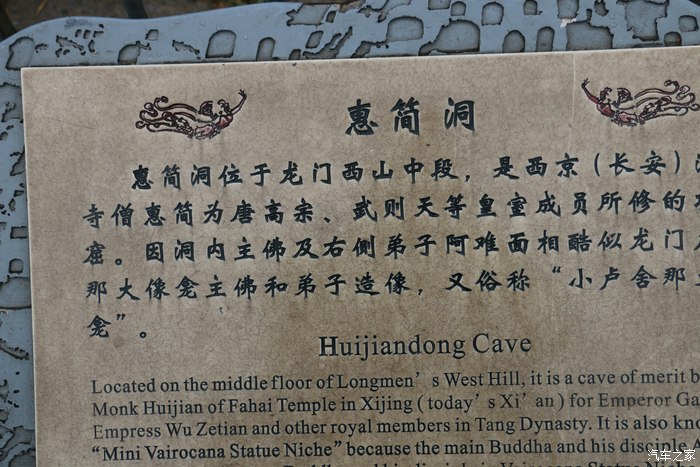 惠简洞
惠简洞位于龙门西山中段，是西京（长安）法
寺僧惠简为唐高宗、武则天等皇室成员所修的
窟。因洞内主佛及右侧弟子阿难面相酷似龙门
那大像龛主佛和弟子造像，又俗称“小卢舍那
龛”。
Huijiandong Cave
Located on the middle floor of Longmen’s West Hill, it is a cave of merit b
Monk Huijian of Fahai Temple in Xijing (today’s Xi’an) for Emperor Ga
Empress Wu Zetian and other royal members in Tang Dynasty. It is also kn
“Mini Vairocana Statue Niche” because the main Buddha and his disciple A
汽车之家